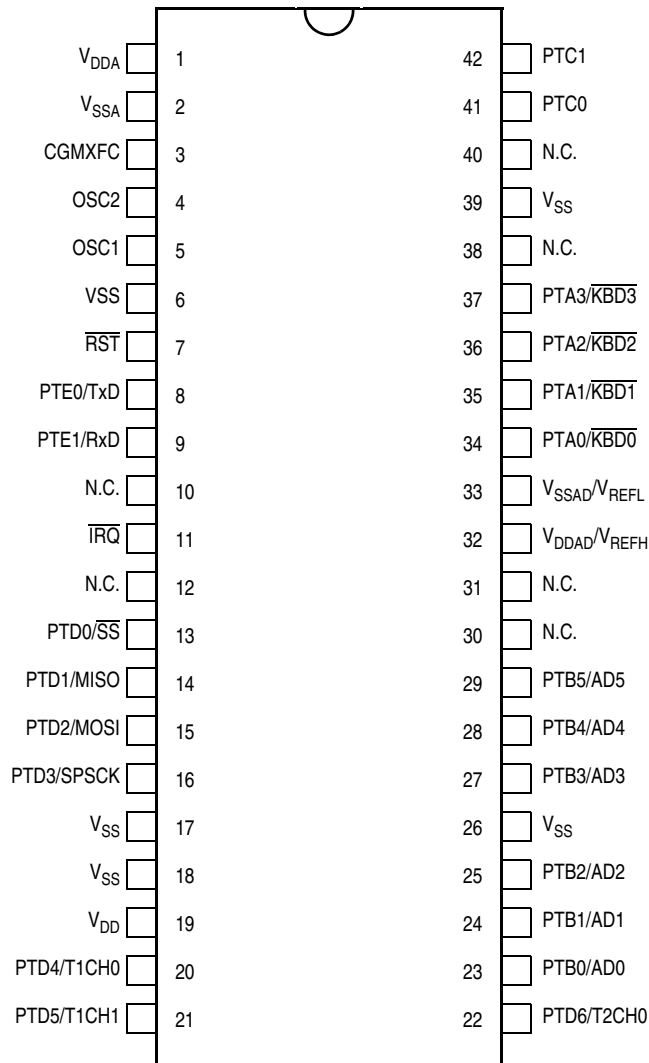 VDDA 1 42 PTC1
VSSA 2 41 PTC0
CGMXFC 3 40 N.C.
OSC2 4 39 VSS
OSC1 5 38 N.C.
VSS 6 37 PTA3/KBD3
RST 7 36 PTA2/KBD2
PTE0/TxD 8 35 PTA1/KBD1
PTE1/RxD 9 34 PTA0/KBD0
N.C. 10 33 VSSAD/VREFL
IRQ 11 32 VDDAD/VREFH
N.C. 12 31 N.C.
PTD0/SS 13 30 N.C.
PTD1/MISO 14 29 PTB5/AD5
PTD2/MOSI 15 28 PTB4/AD4
PTD3/SPSCK 16 27 PTB3/AD3
VSS 17 26 VSS
VSS 18 25 PTB2/AD2
VDD 19 24 PTB1/AD1
PTD4/T1CH0 20 23 PTB0/AD0
PTD5/T1CH1 21 22 PTD6/T2CH0